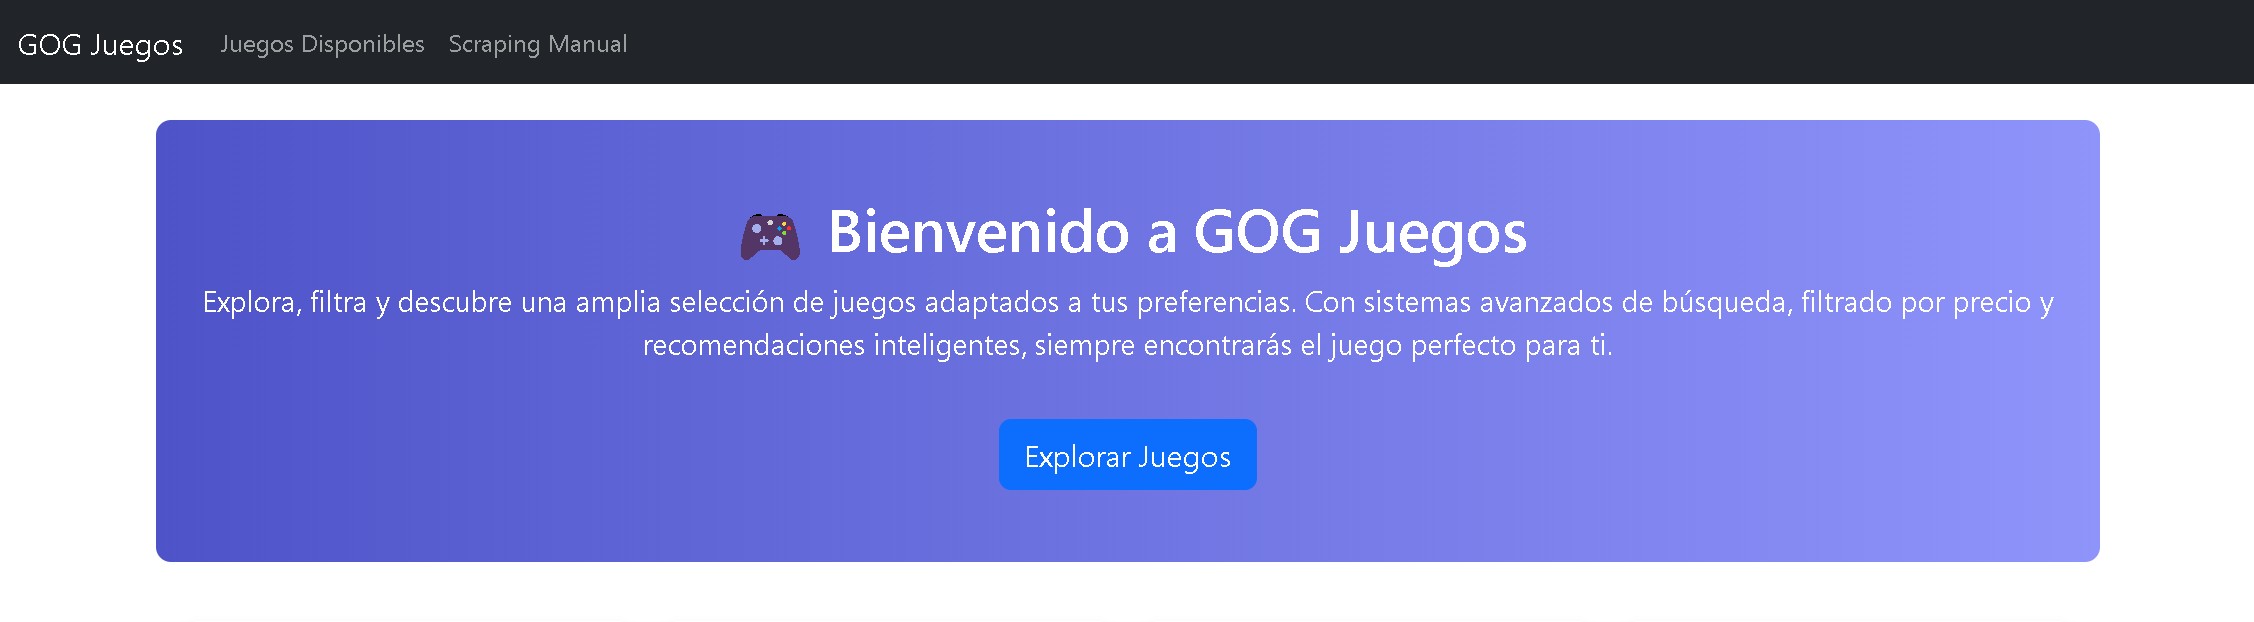 GOG Juegos Juegos Disponibles Scraping Manual
Bienvenido a GOG Juegos
Explora, filtra y descubre una amplia selección de juegos adaptados a tus preferencias. Con sistemas avanzados de búsqueda, filtrado por precio y
recomendaciones inteligentes, siempre encontrarás el juego perfecto para ti.
Explorar Juegos